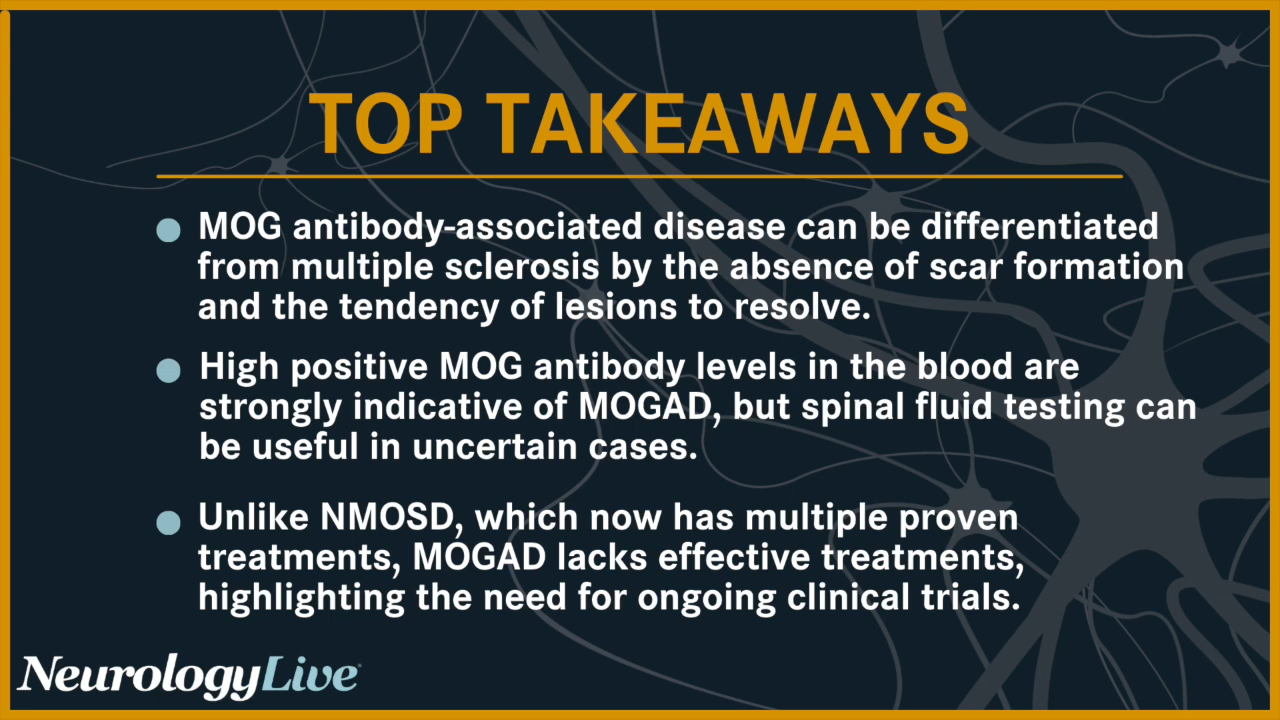 TOP TAKEAWAYS
MOG antibody-associated disease can be differentiated
from multiple sclerosis by the absence of scar formation
and the tendency of lesions to resolve.
High positive MOG antibody levels in the blood are
strongly indicative of MOGAD, but spinal fluid testing can
be useful in uncertain cases.
Unlike NMOSD, which now has multiple proven
treatments, MOGAD lacks effective treatments,
highlighting the need for ongoing clinical trials.
NeurologyLive